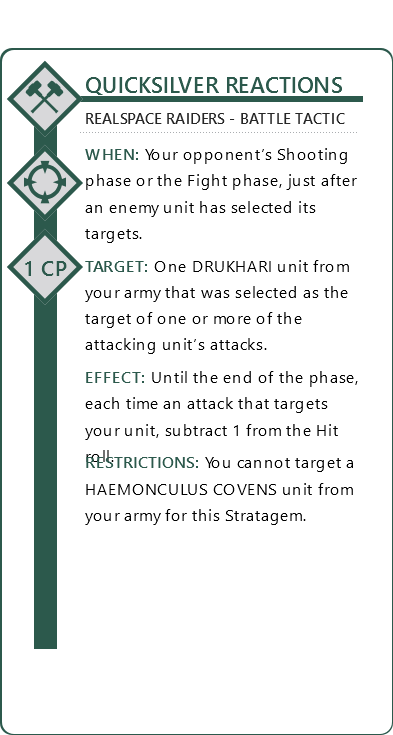 QUICKSILVER REACTIONS
REALSPACE RAIDERS - BATTLE TACTIC
WHEN: Your opponent's Shooting
phase or the Fight phase, just after
an enemy unit has selected its
targets.
1 CP
TARGET: One DRUKHARI unit from
your army that was selected as the
target of one or more of the
attacking unit's attacks.
EFFECT: Until the end of the phase,
each time an attack that targets
your unit, subtract 1 from the Hit
roll.
RESTRICTIONS: You cannot target a
HAEMONCULUS COVENS unit from
your army for this Stratagem.